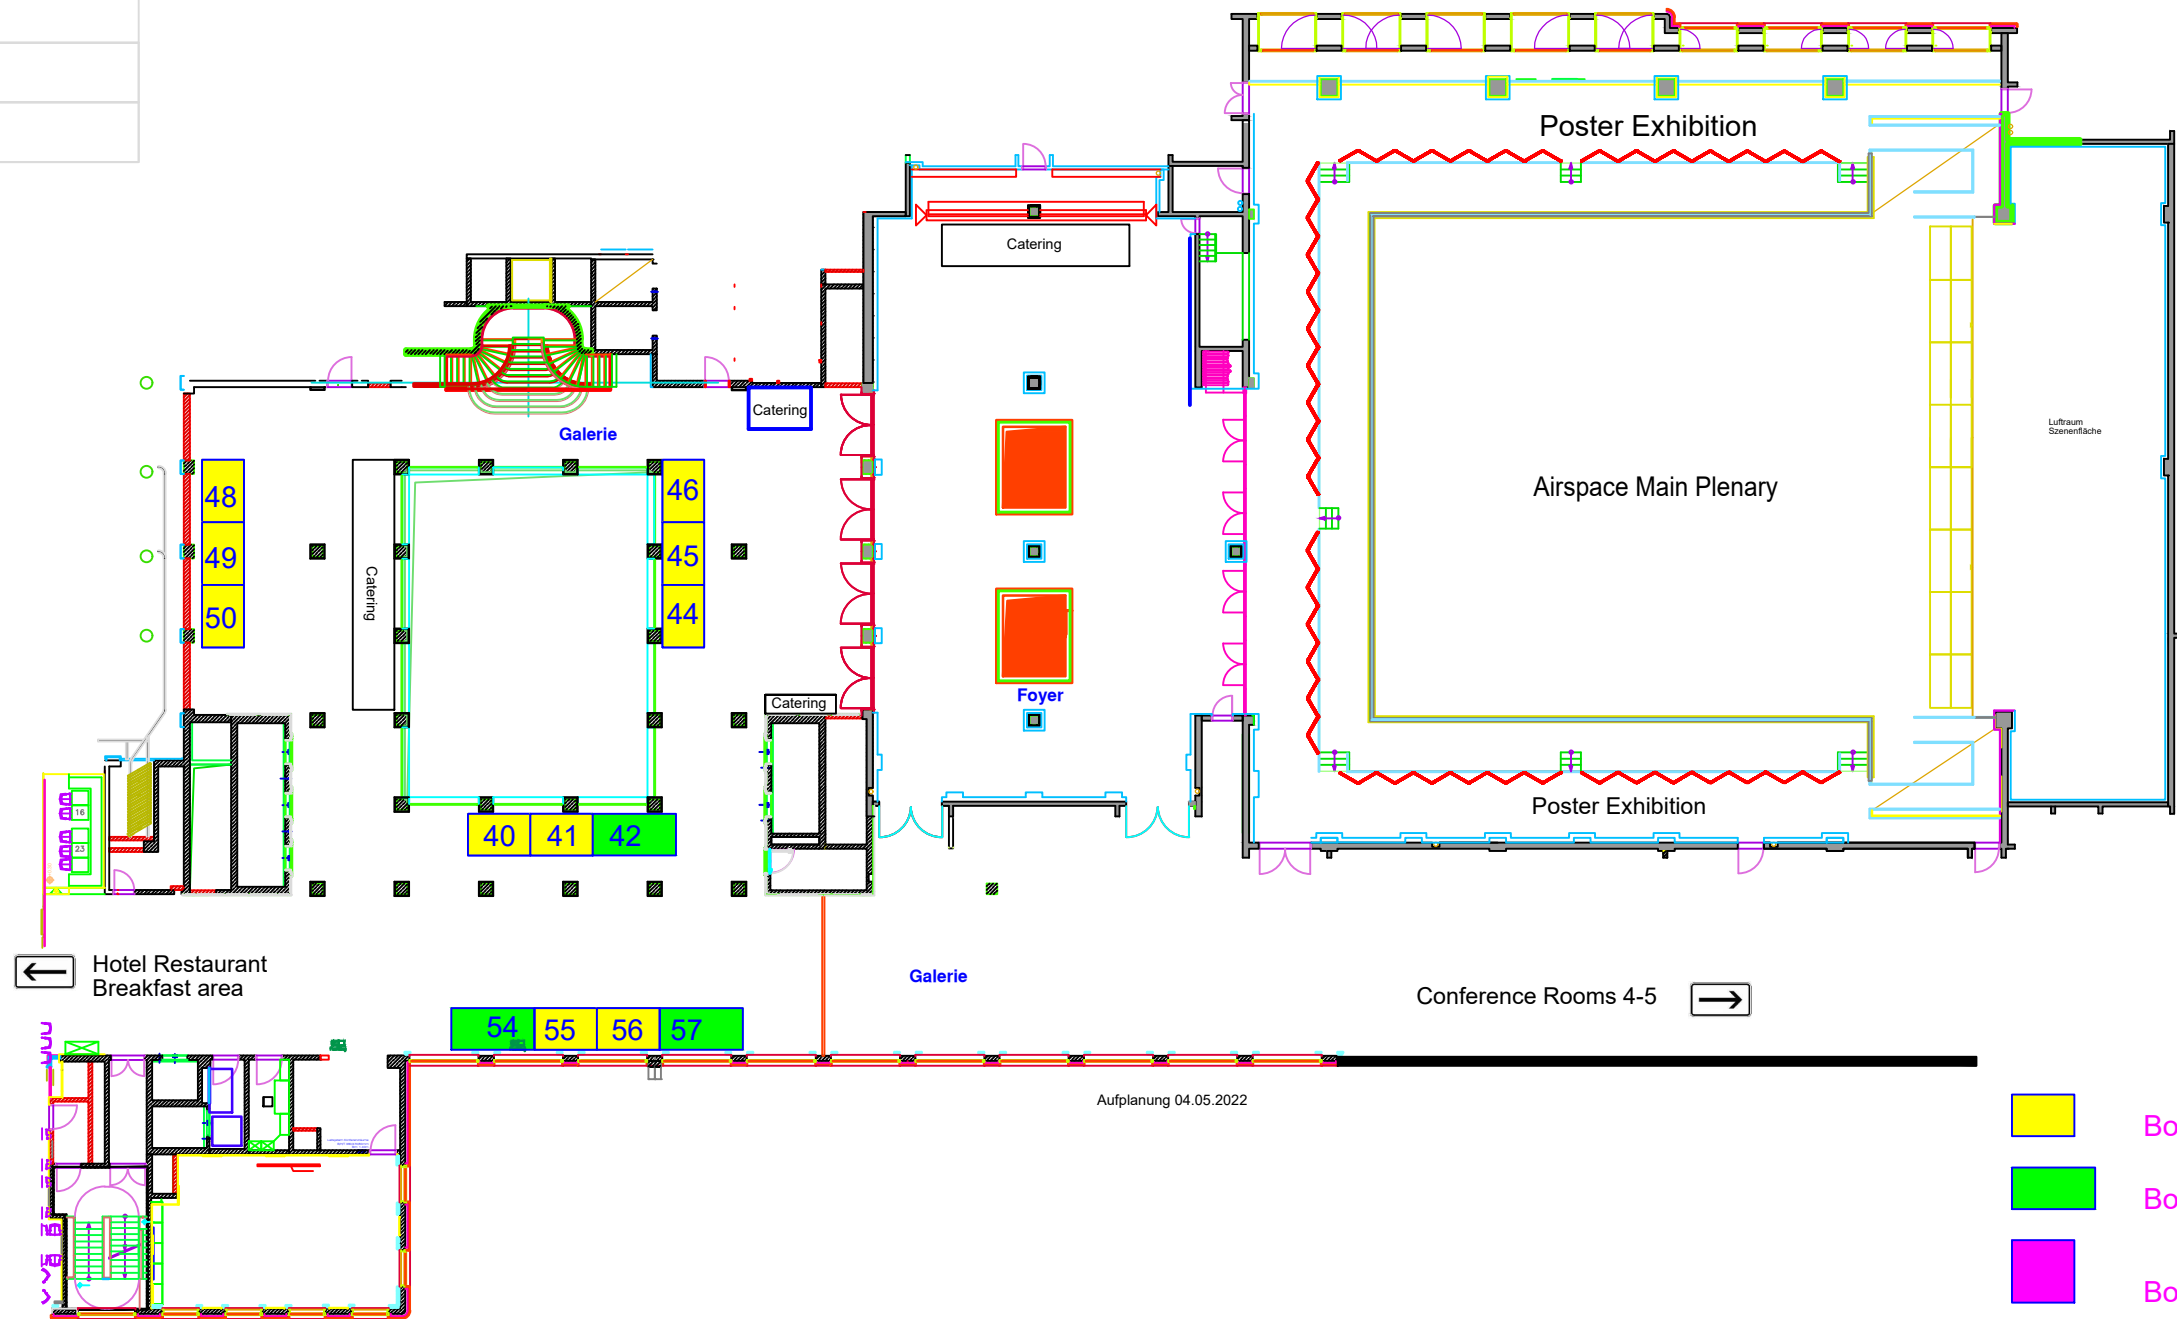 Poster Exhibition
Catering
Catering
Galerie
Luftraum
Szenenfläche
48
49
50
Catering
46
45
44
Airspace Main Plenary
Foyer
Catering
16
23
40
41
42
Poster Exhibition
Hotel Restaurant
Breakfast area
Galerie
Conference Rooms 4-5
54
55
56
57
Aufplanung 04.05.2022
Bo
Bo
Bo